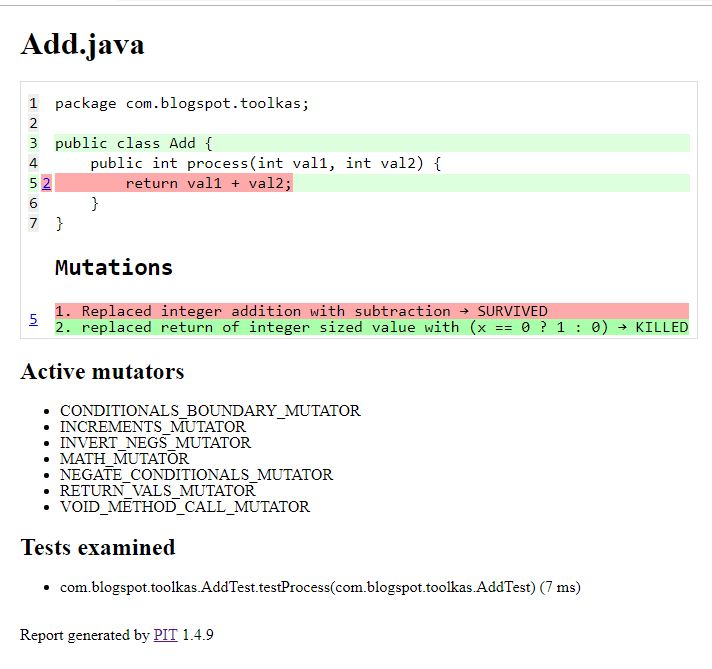 Add.java
1 package com.blogspot.toolkas;
2
3 public class Add {
4 public int process(int val1, int val2) {
5 2 return val1 + val2;
6 }
7 }
Mutations
5 1. Replaced integer addition with subtraction → SURVIVED
2. replaced return of integer sized value with (x == 0 ? 1 : 0) → KILLED
Active mutators
• CONDITIONALS_BOUNDARY_MUTATOR
• INCREMENTS_MUTATOR
• INVERT_NEGS_MUTATOR
• MATH_MUTATOR
• NEGATE_CONDITIONALS_MUTATOR
• RETURN_VALS_MUTATOR
• VOID_METHOD_CALL_MUTATOR
Tests examined
• com.blogspot.toolkas.AddTest.testProcess(com.blogspot.toolkas.AddTest) (7 ms)
Report generated by PIT 1.4.9